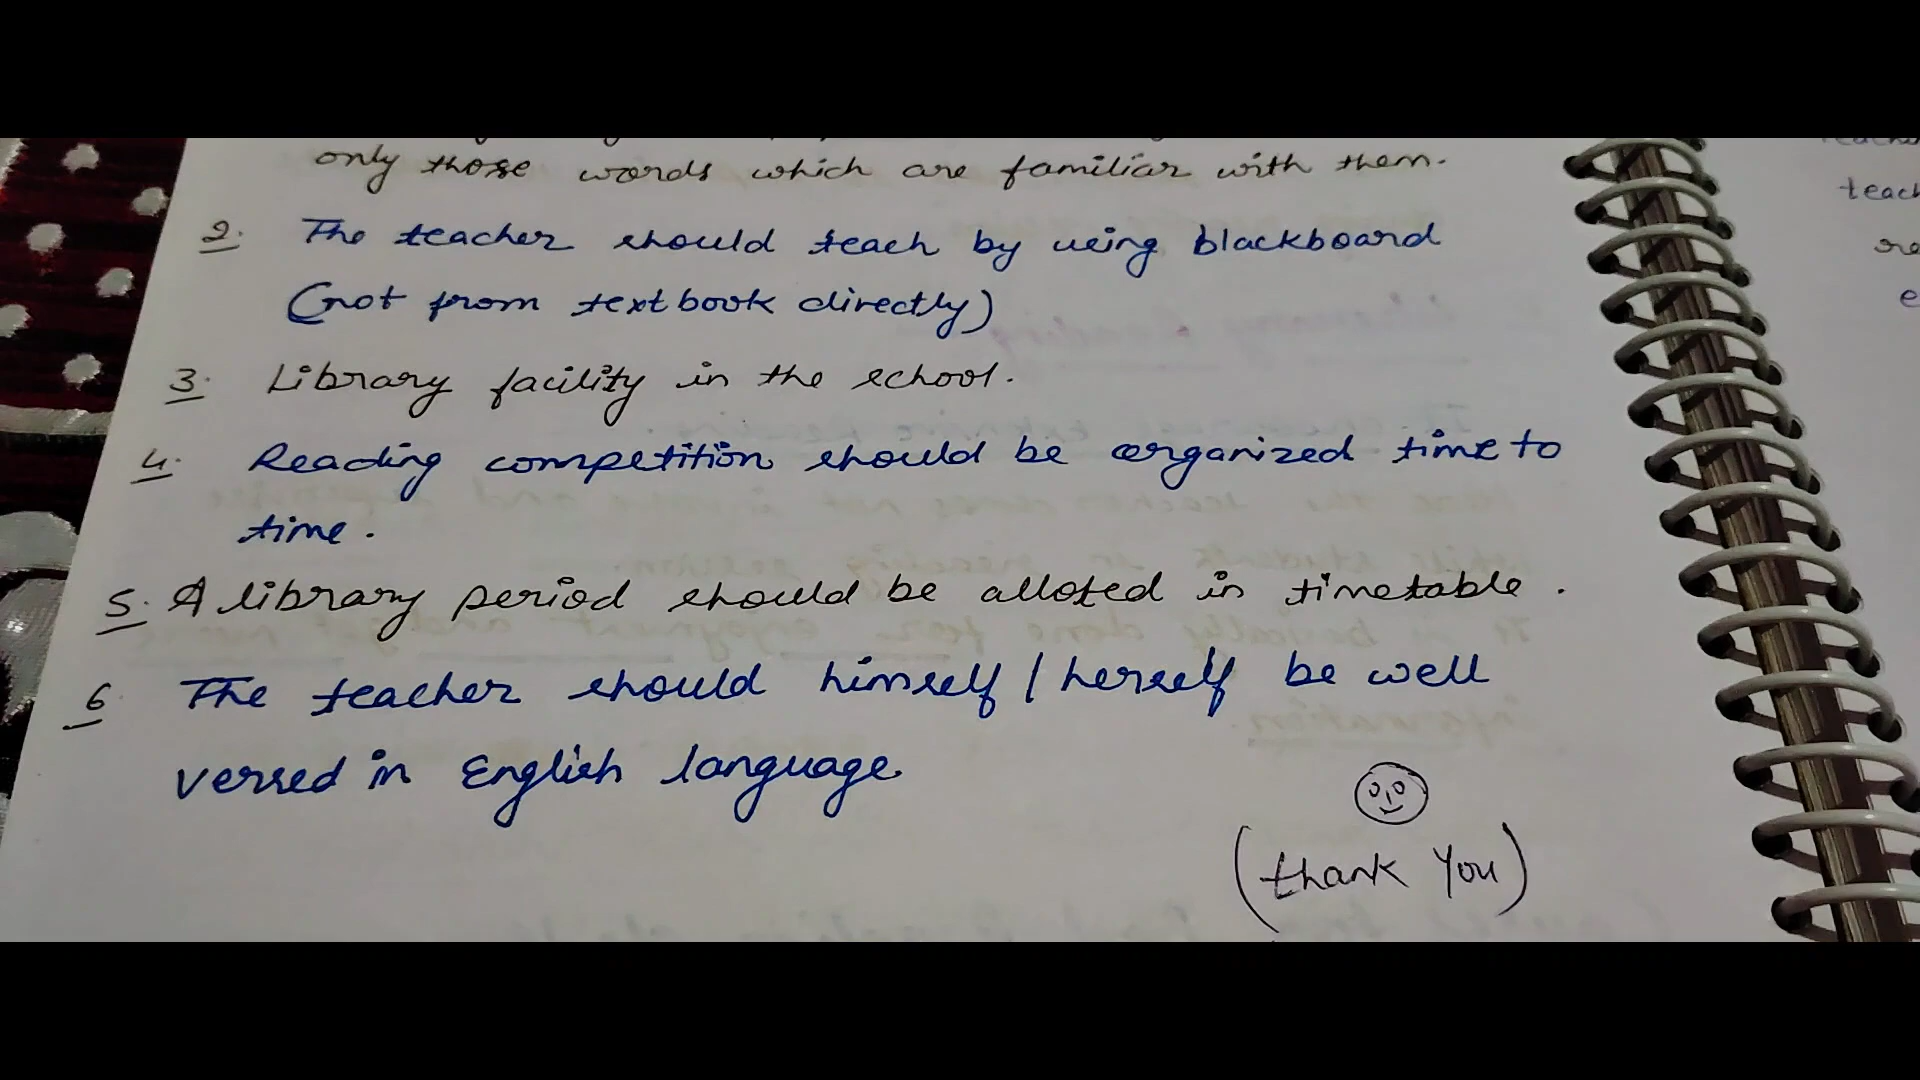 only those words which are familiar with them.
2. The teacher should teach by using blackboard
(not from textbook directly)
3. Library facility in the school.
4. Reading competition should be organized time to
time.
5. A library period should be alloted in timetable.
6 The teacher should himself / herself be well
versed in English language
(thank You)
teach